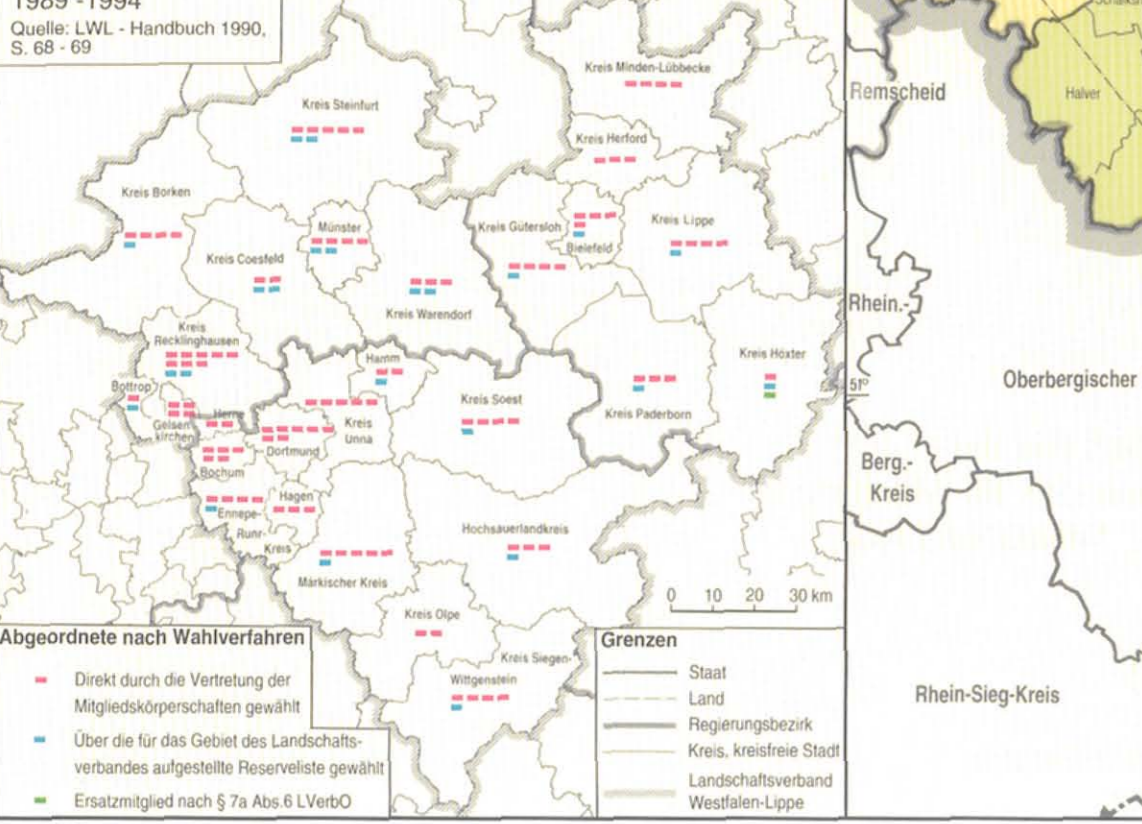 1989 -1994
Quelle: LWL - Handbuch 1990,
S. 68 - 69
Kreis Minden-Lübbecke
Kreis Steinfurt
Kreis Herford
Kreis Borken
Münster
Kreis Gütersloh
Bielefeld
Kreis Lippe
Kreis Coesfeld
Kreis Warendorf
Kreis
Recklinghausen
Hamm
Kreis Höxter
Bottrop
Kreis Soest
Kreis Paderborn
Gelsen-
kirchen
Herne
Kreis
Unna
Dortmund
Bochum
Hagen
Ennepe-
Ruhr-
Kreis
Hochsauerlandkreis
Märkischer Kreis
Kreis Olpe
Kreis Siegen-
Wittgenstein
0 10 20 30 km
Abgeordnete nach Wahlverfahren
Direkt durch die Vertretung der
Mitgliedskörperschaften gewählt
Über die für das Gebiet des Landschafts-
verbandes aufgestellte Reserveliste gewählt
Ersatzmitglied nach § 7a Abs.6 LVerbO
Grenzen
Staat
Land
Regierungsbezirk
Kreis, kreisfreie Stadt
Landschaftsverband
Westfalen-Lippe
Remscheid
Halver
Rhein.-
51°
Oberbergischer
Berg.-
Kreis
Rhein-Sieg-Kreis